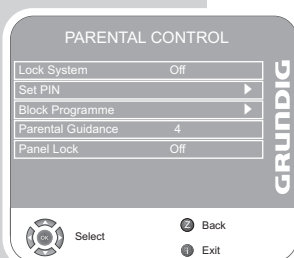 PARENTAL CONTROL
Lock System Off
Set PIN
Block Programme
Parental Guidance 4
Panel Lock Off
GRUNDIG
OK
Select
Z Back
i Exit